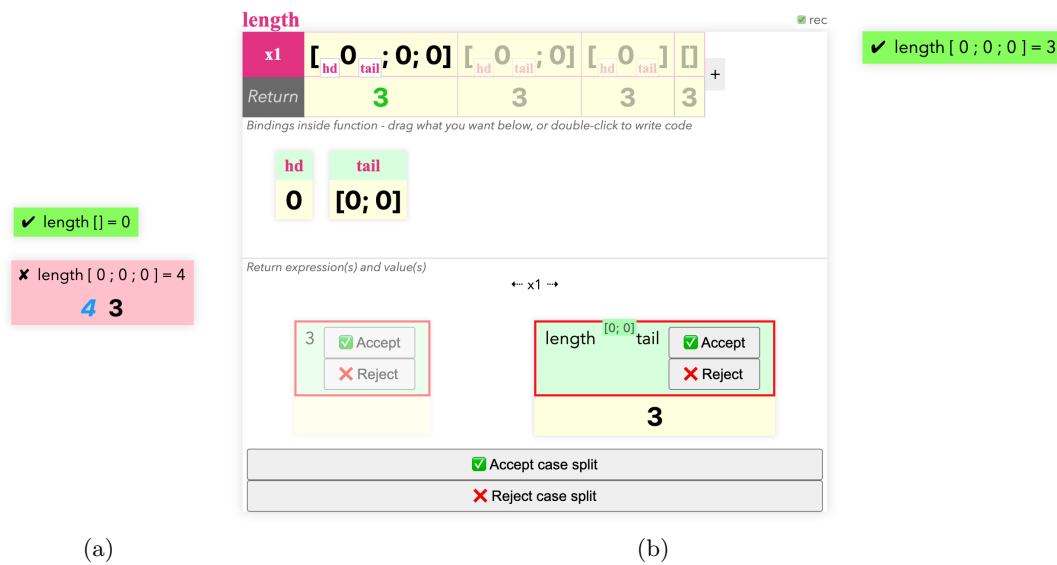 length
rec
x1 [ hd 0 tail ; 0; 0] [ hd 0 tail ; 0] [ hd 0 tail ] [] +
Return 3 3 3 3
Bindings inside function - drag what you want below, or double-click to write code
hd tail
0 [0; 0]
Return expression(s) and value(s)
⇠ x1 ⇢
3 ✅ Accept
❌ Reject
length [0; 0] tail ✅ Accept
❌ Reject
3
✅ Accept case split
❌ Reject case split
✔ length [] = 0
✘ length [ 0 ; 0 ; 0 ] = 4
4 3
✔ length [ 0 ; 0 ; 0 ] = 3
(a)
(b)